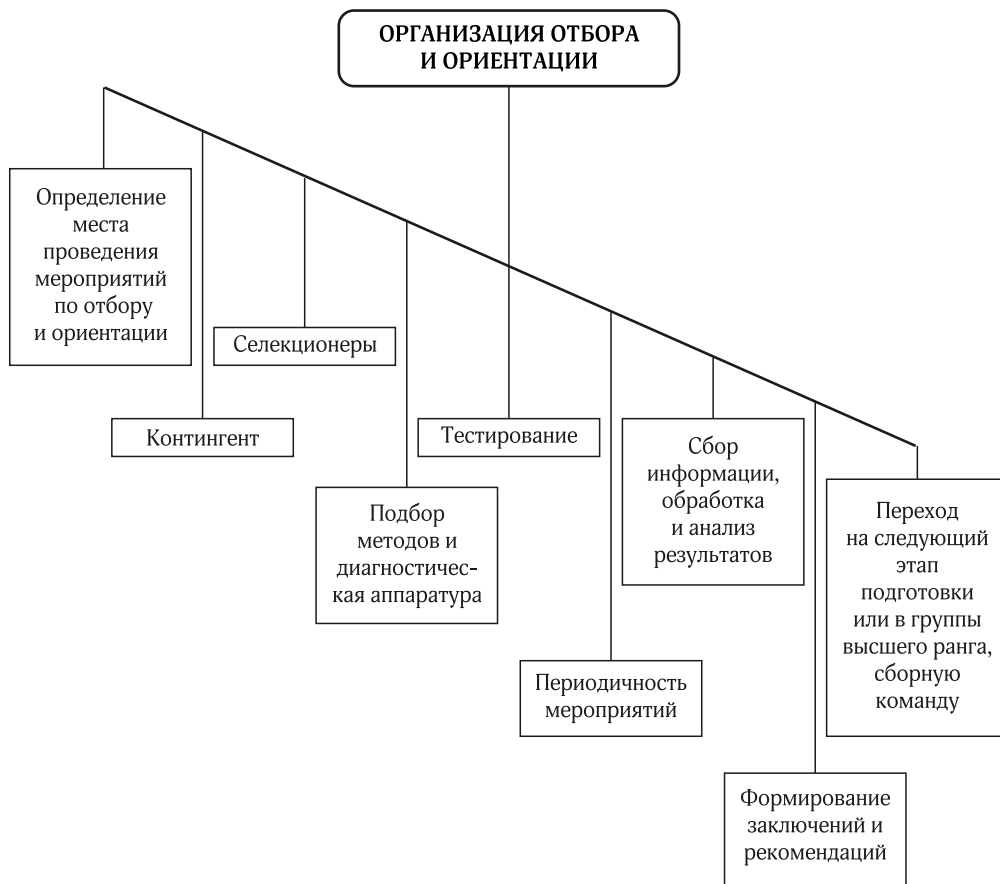 ОРГАНИЗАЦИЯ ОТБОРА
И ОРИЕНТАЦИИ
Определение
места
проведения
мероприятий
по отбору
и ориентации
Контингент
Селекционеры
Подбор
методов и
диагностичес-
кая аппаратура
Тестирование
Периодичность
мероприятий
Сбор
информации,
обработка
и анализ
результатов
Формирование
заключений и
рекомендаций
Переход
на следующий
этап
подготовки
или в группы
высшего ранга,
сборную
команду